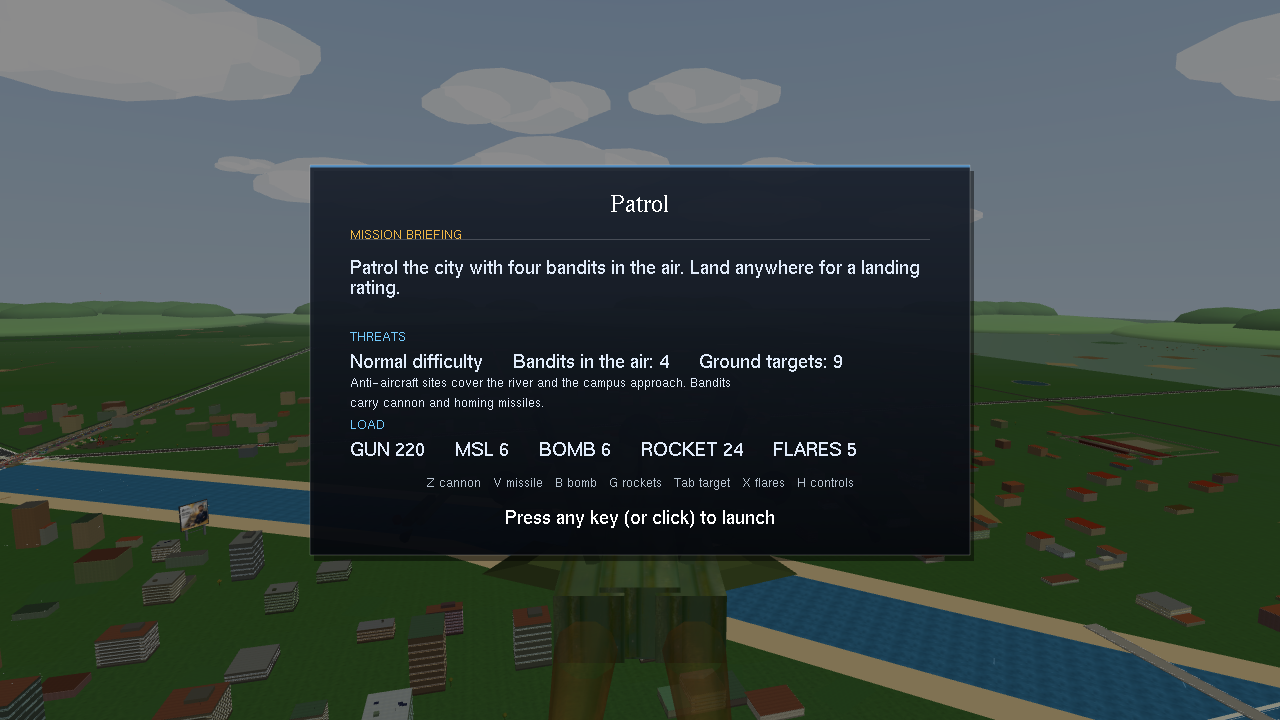 Patrol
MISSION BRIEFING
Patrol the city with four bandits in the air. Land anywhere for a landing
rating.
THREATS
Normal difficulty Bandits in the air: 4 Ground targets: 9
Anti-aircraft sites cover the river and the campus approach. Bandits
carry cannon and homing missiles.
LOAD
GUN 220 MSL 6 BOMB 6 ROCKET 24 FLARES 5
Z cannon V missile B bomb G rockets Tab target X flares H controls
Press any key (or click) to launch